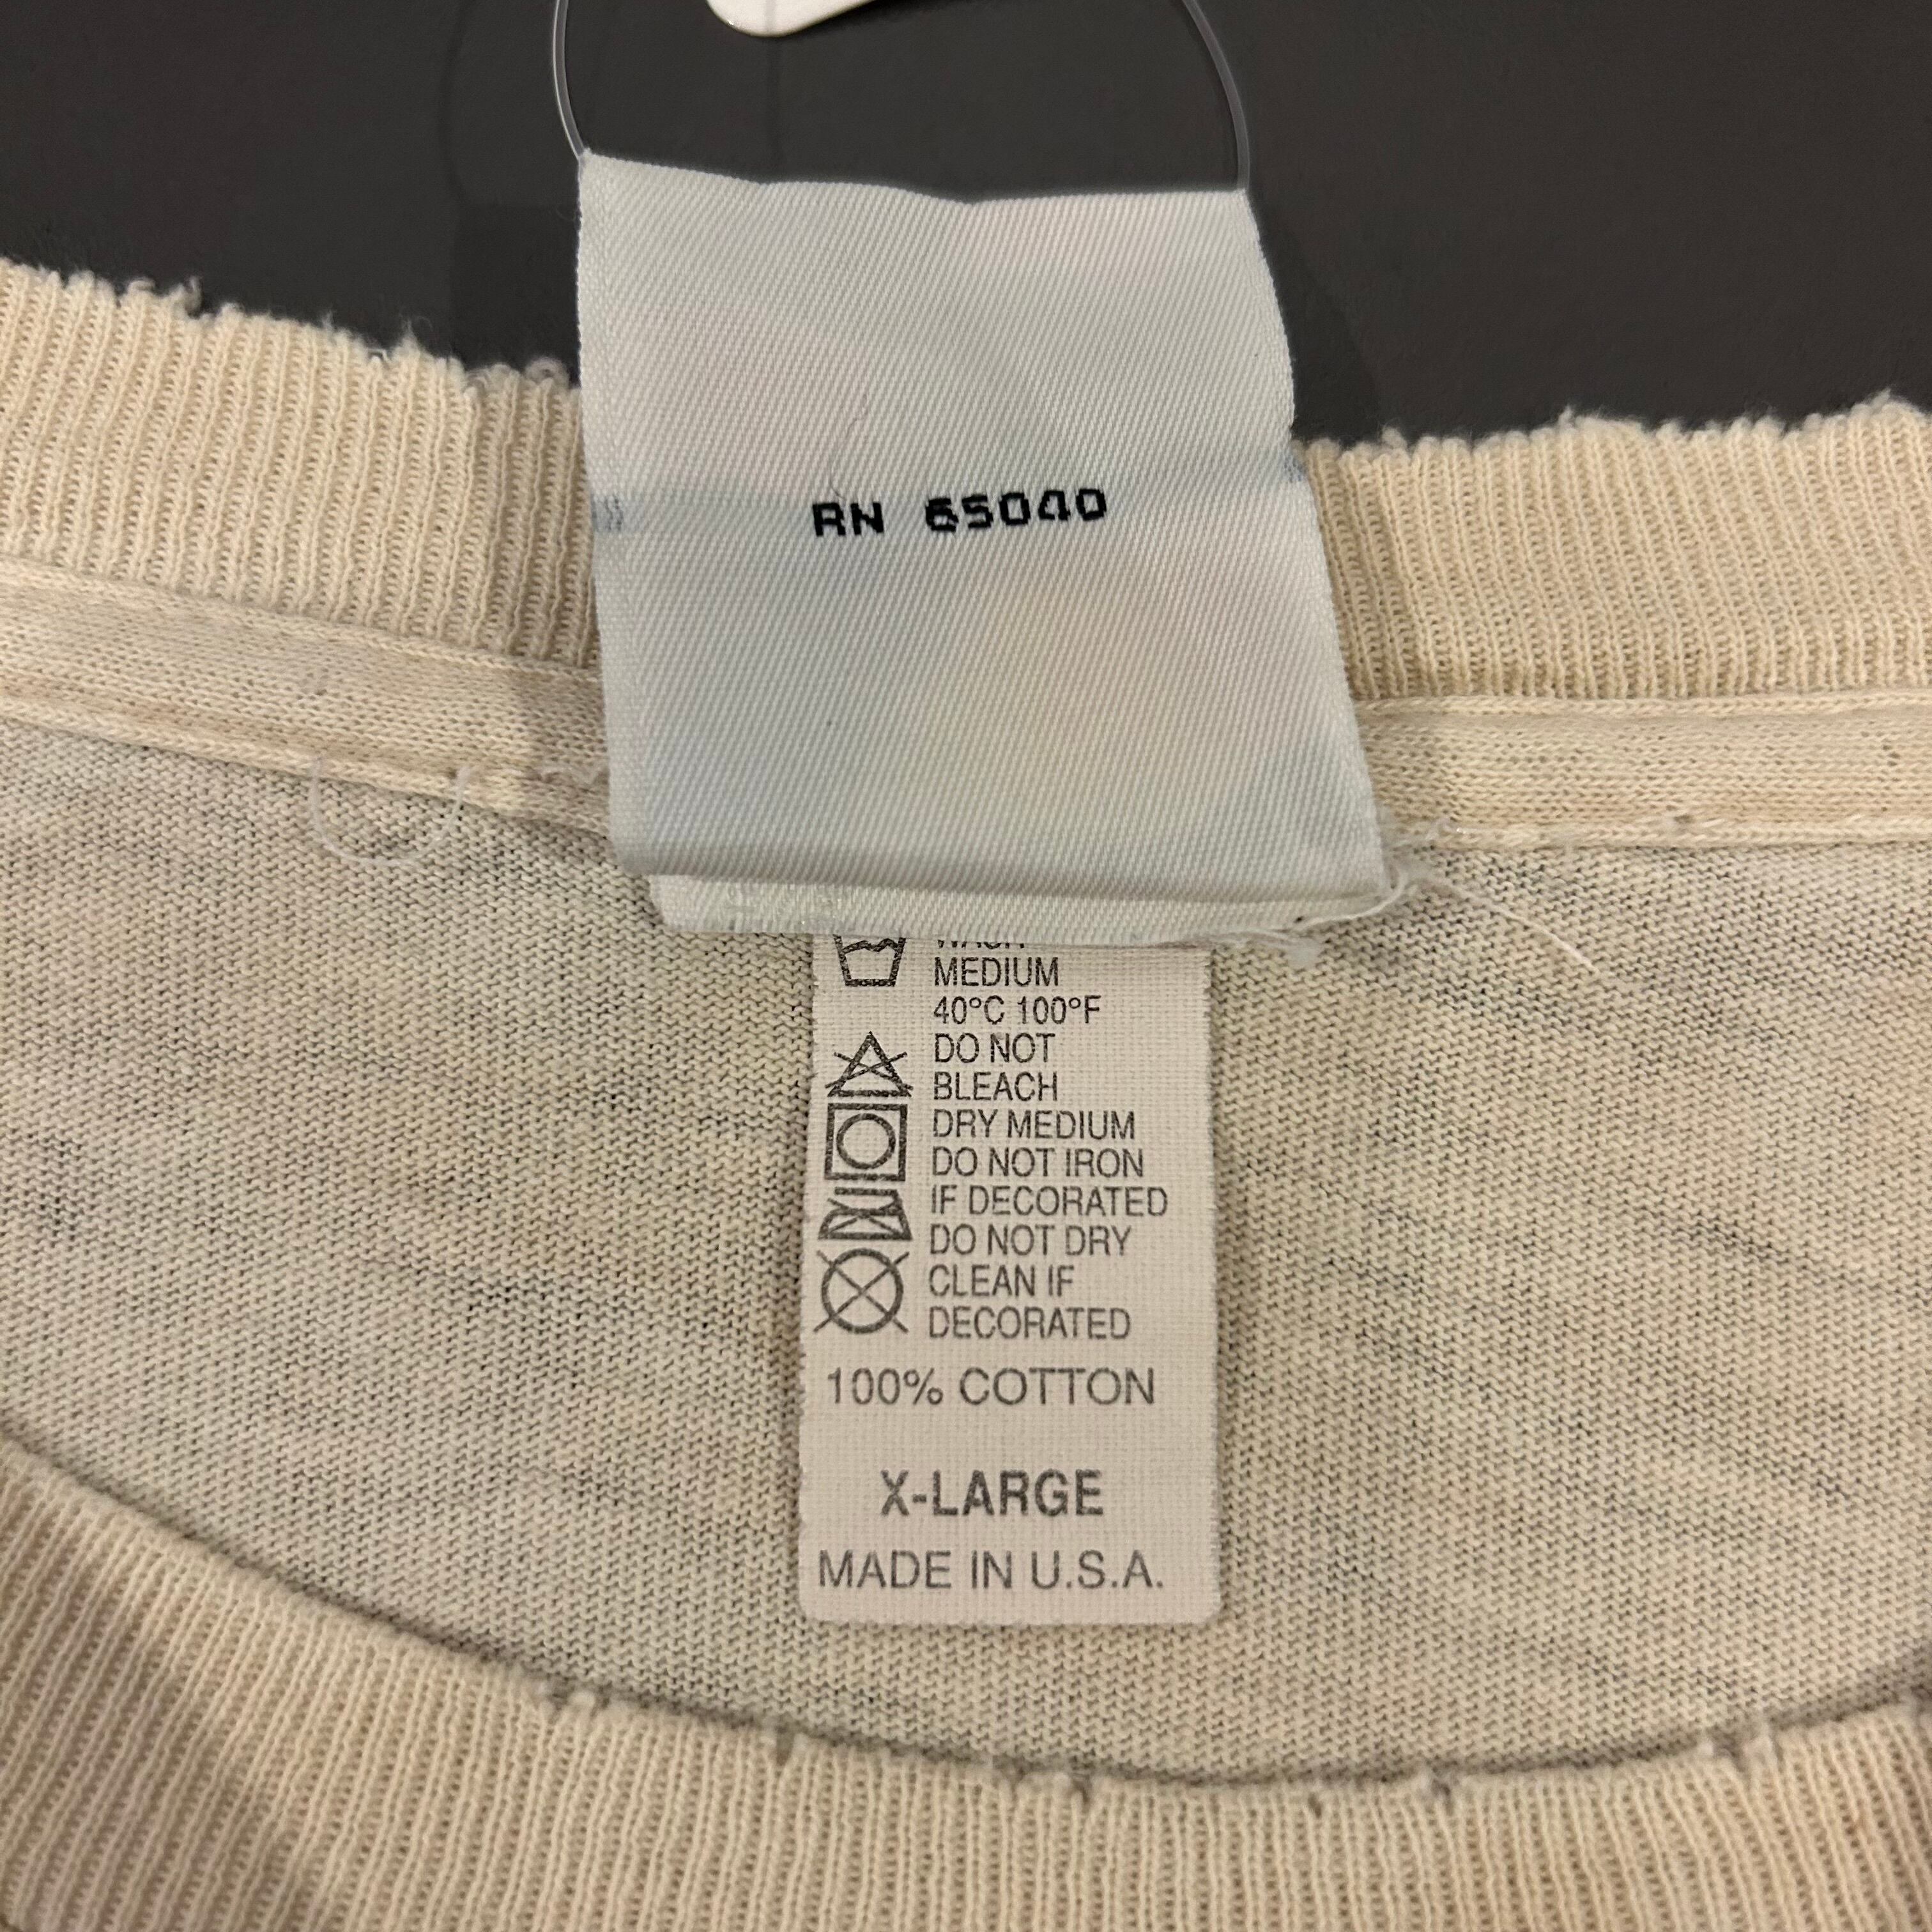 RN 65040
WASH
MEDIUM
40°C 100°F
DO NOT
BLEACH
DRY MEDIUM
DO NOT IRON
IF DECORATED
DO NOT DRY
CLEAN IF
DECORATED
100% COTTON
X-LARGE
MADE IN U.S.A.